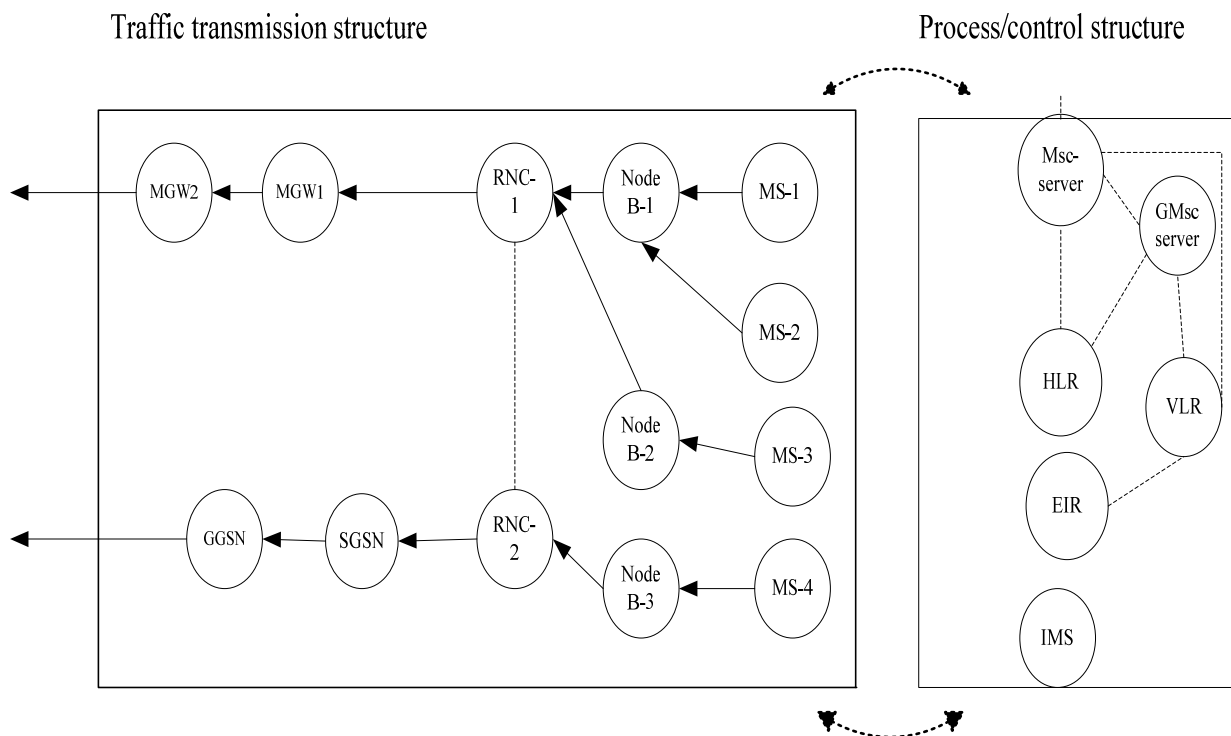 Traffic transmission structure
Process/control structure
MGW2
MGW1
RNC-
1
Node
B-1
MS-1
MS-2
Node
B-2
MS-3
GGSN
SGSN
RNC-
2
Node
B-3
MS-4
Msc-
server
GMsc
server
HLR
VLR
EIR
IMS